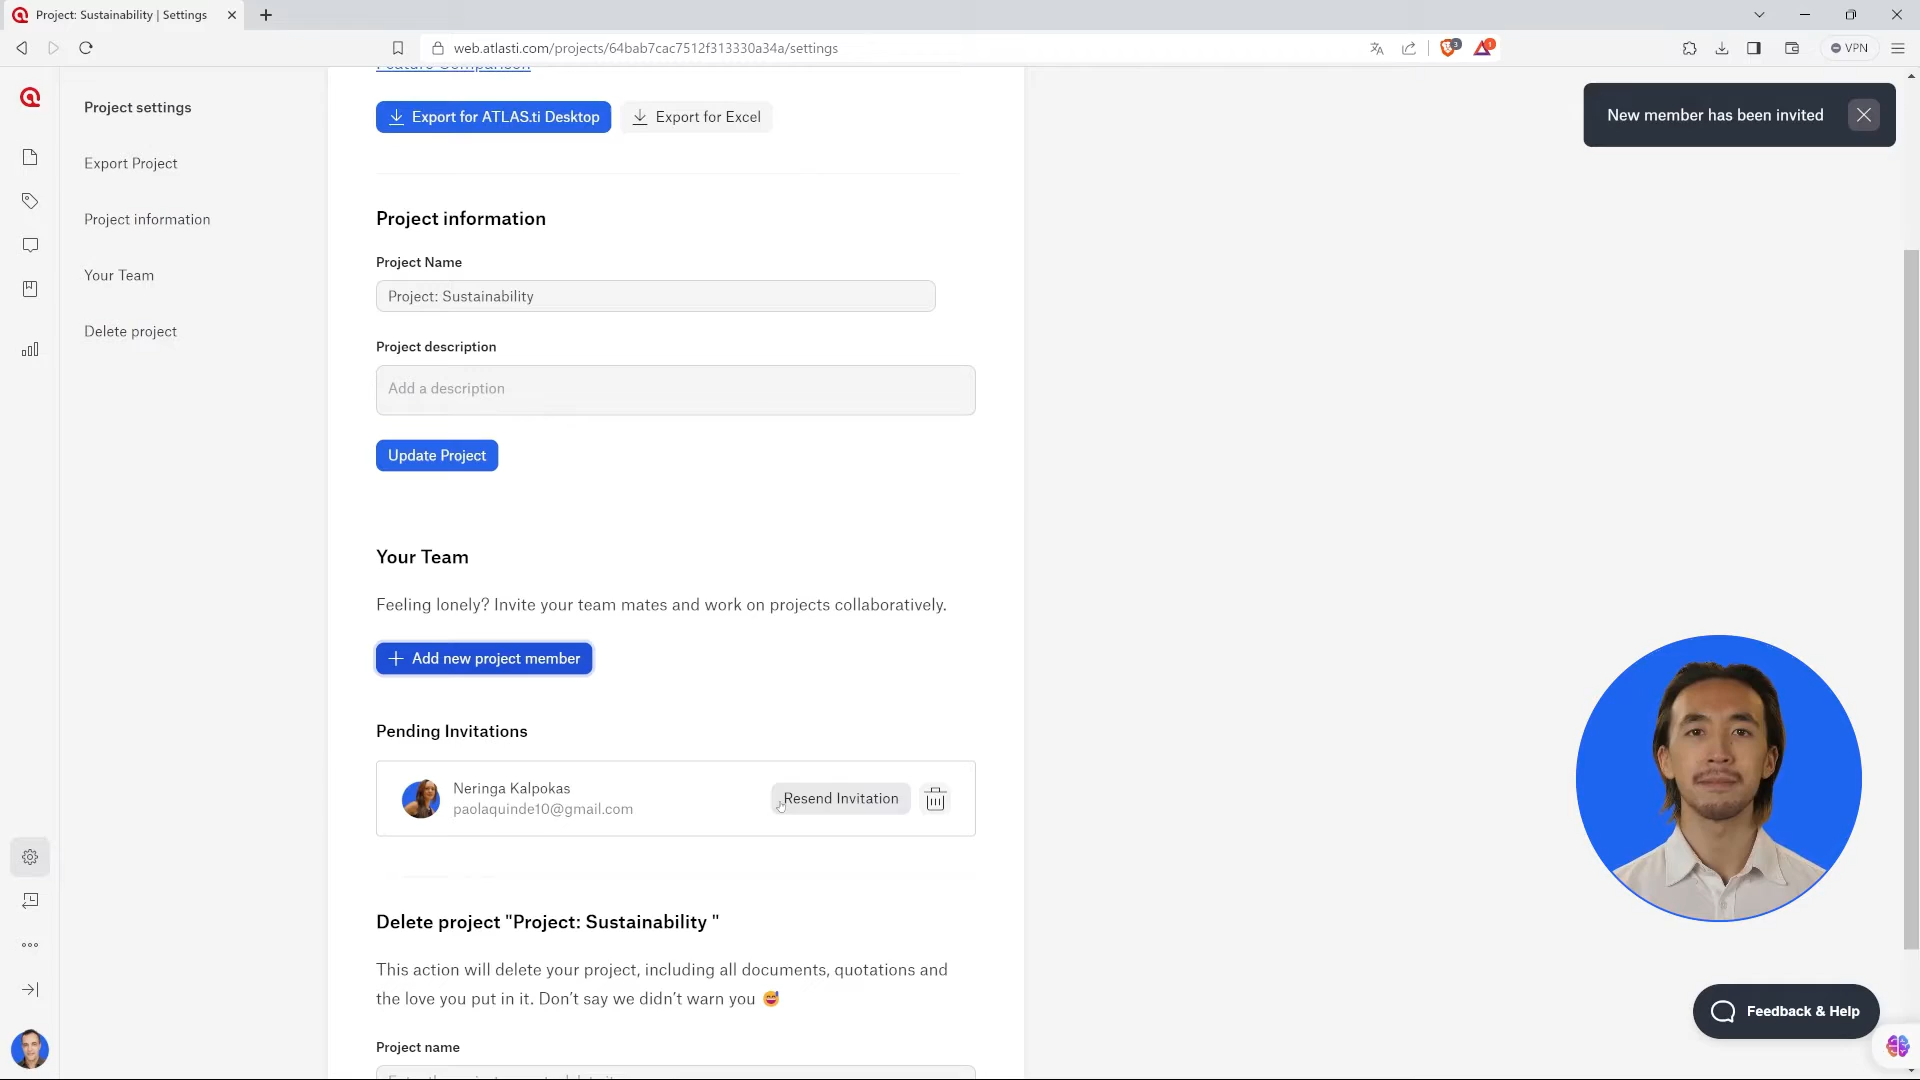 Project: Sustainability | Settings
web.atlasti.com/projects/64bab7cac7512f313330a34a/settings
3
1
VPN
Project settings
Export Project
Project information
Your Team
Delete project
Feature Comparison
Export for ATLAS.ti Desktop
Export for Excel
New member has been invited
Project information
Project Name
Project: Sustainability
Project description
Add a description
Update Project
Your Team
Feeling lonely? Invite your team mates and work on projects collaboratively.
Add new project member
Pending Invitations
Neringa Kalpokas
paolaquinde10@gmail.com
Resend Invitation
Delete project "Project: Sustainability "
This action will delete your project, including all documents, quotations and
the love you put in it. Don't say we didn't warn you 😅
Project name
Feedback & Help